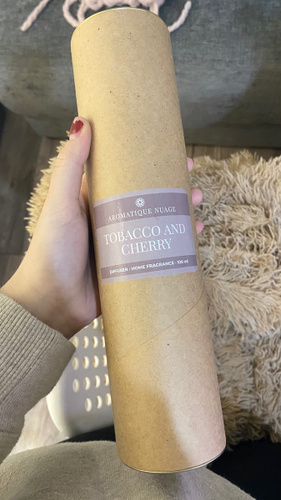 AROMATIQUE NUAGE
TOBACCO AND
CHERRY
DIFFUSER · HOME FRAGRANCE · 100 ml